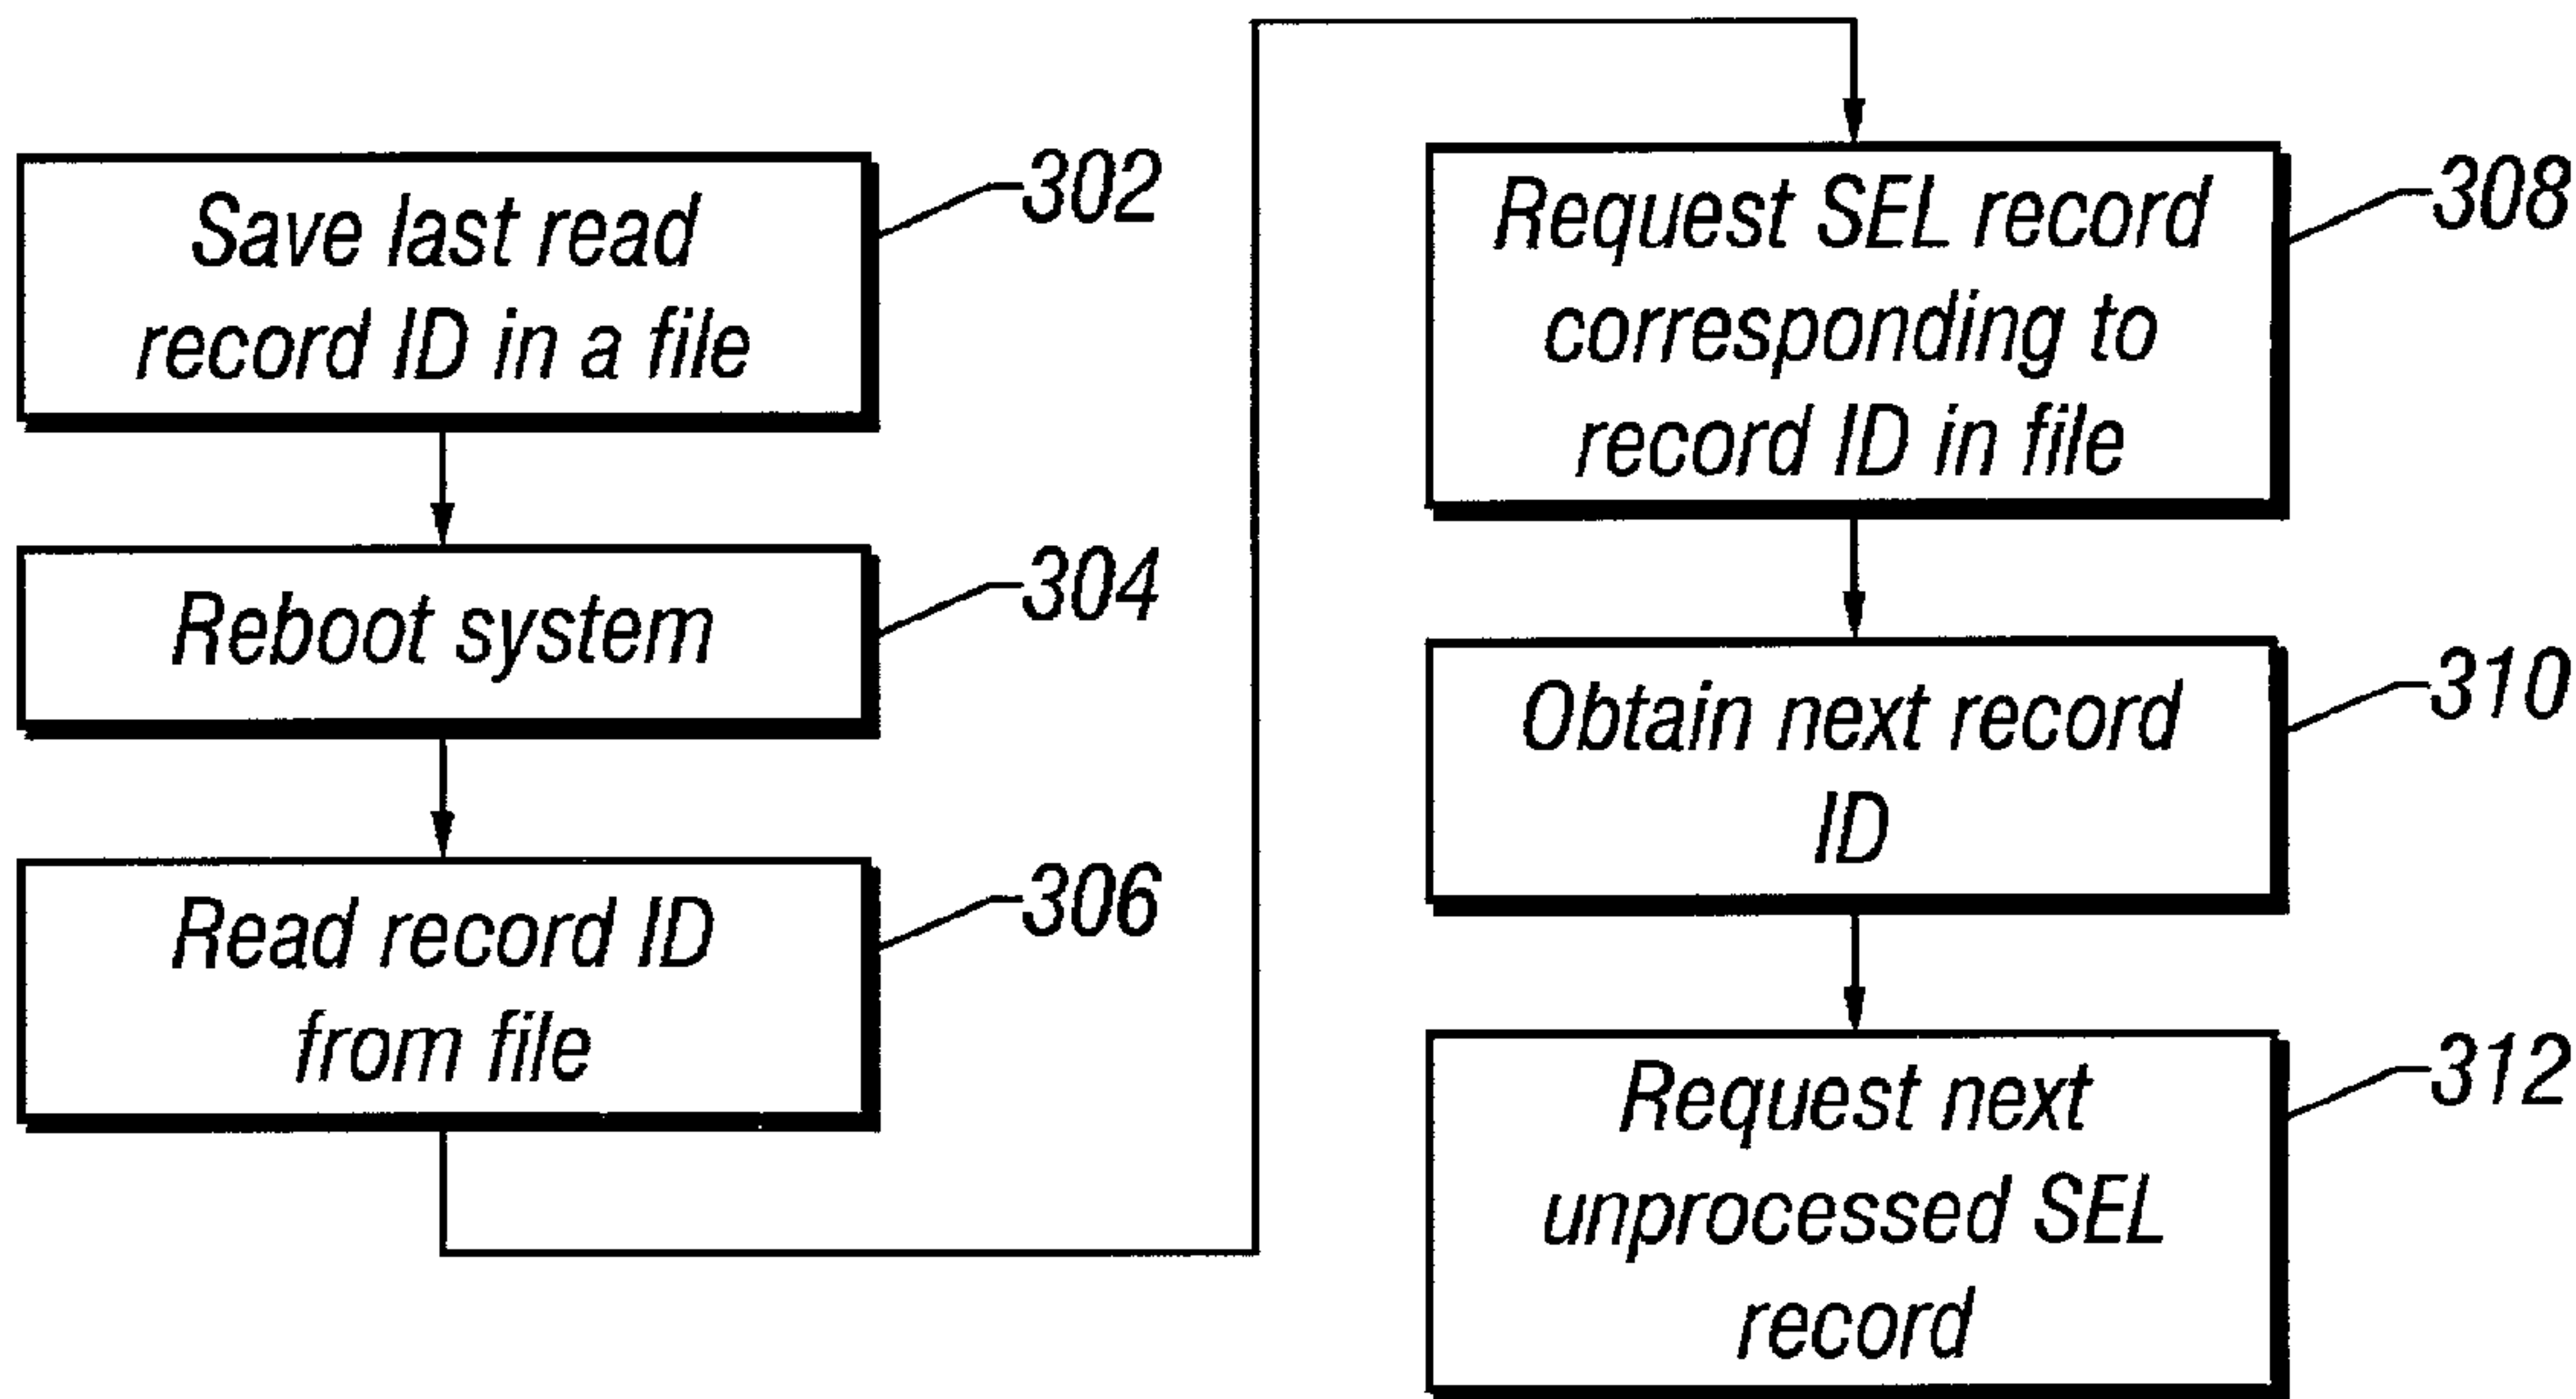 Save last read
record ID in a file
302
Reboot system
304
Read record ID
from file
306
Request SEL record
corresponding to
record ID in file
308
Obtain next record
ID
310
Request next
unprocessed SEL
record
312